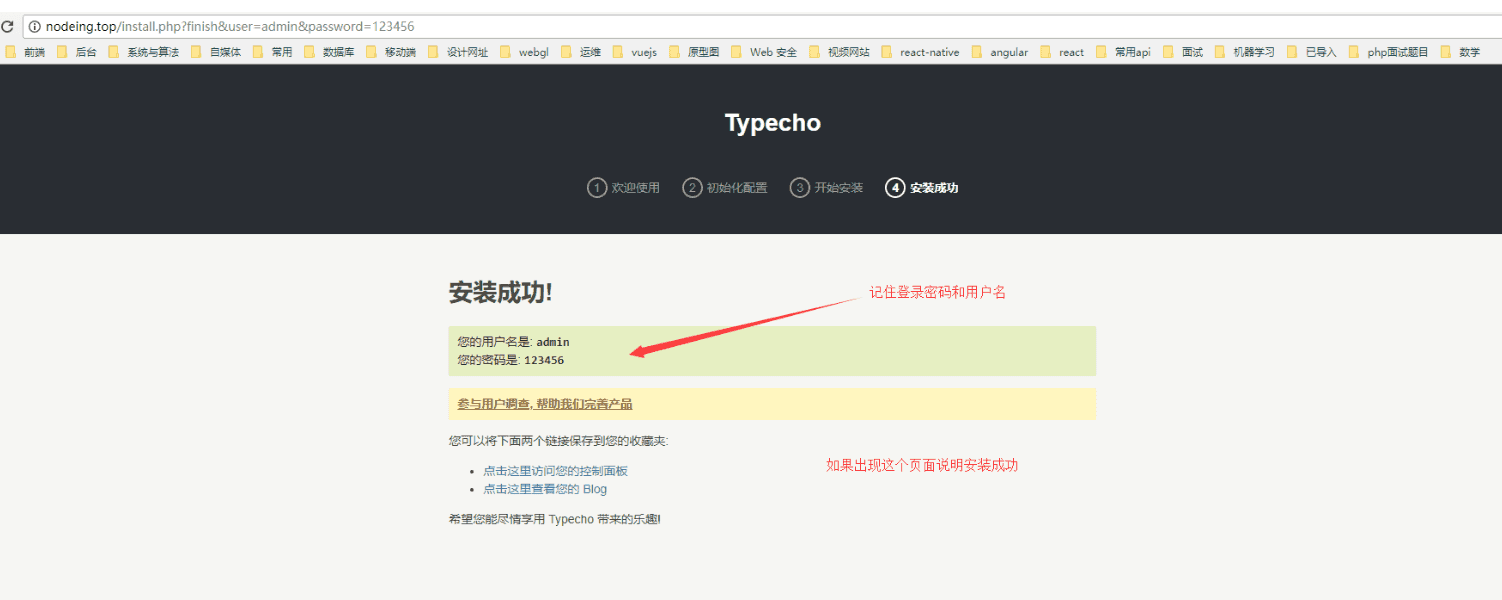 nodeing.top/install.php?finish&user=admin&password=123456
前端 后台 系统与算法 自媒体 常用 数据库 移动端 设计网址 webgl 运维 vuejs 原型图 Web 安全 视频网站 react-native angular react 常用api 面试 机器学习 已导入 php面试题目 数学
Typecho
1 欢迎使用 2 初始化配置 3 开始安装 4 安装成功
安装成功!
记住登录密码和用户名
您的用户名是: admin
您的密码是: 123456
参与用户调查, 帮助我们完善产品
您可以将下面两个链接保存到您的收藏夹:
如果出现这个页面说明安装成功
点击这里访问您的控制面板
点击这里查看您的 Blog
希望您能尽情享用 Typecho 带来的乐趣!